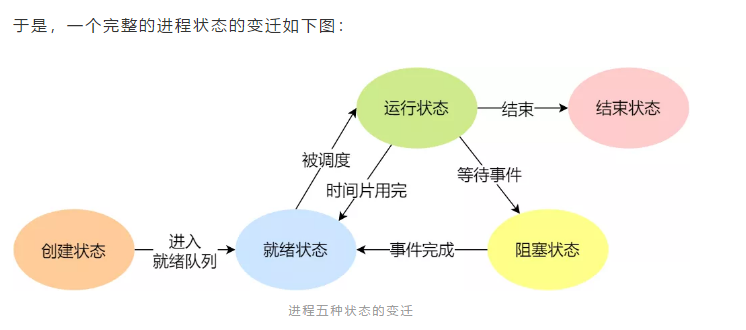 于是，一个完整的进程状态的变迁如下图：
运行状态
结束
结束状态
被调度
时间片用完
等待事件
创建状态
进入
就绪队列
就绪状态
事件完成
阻塞状态
进程五种状态的变迁